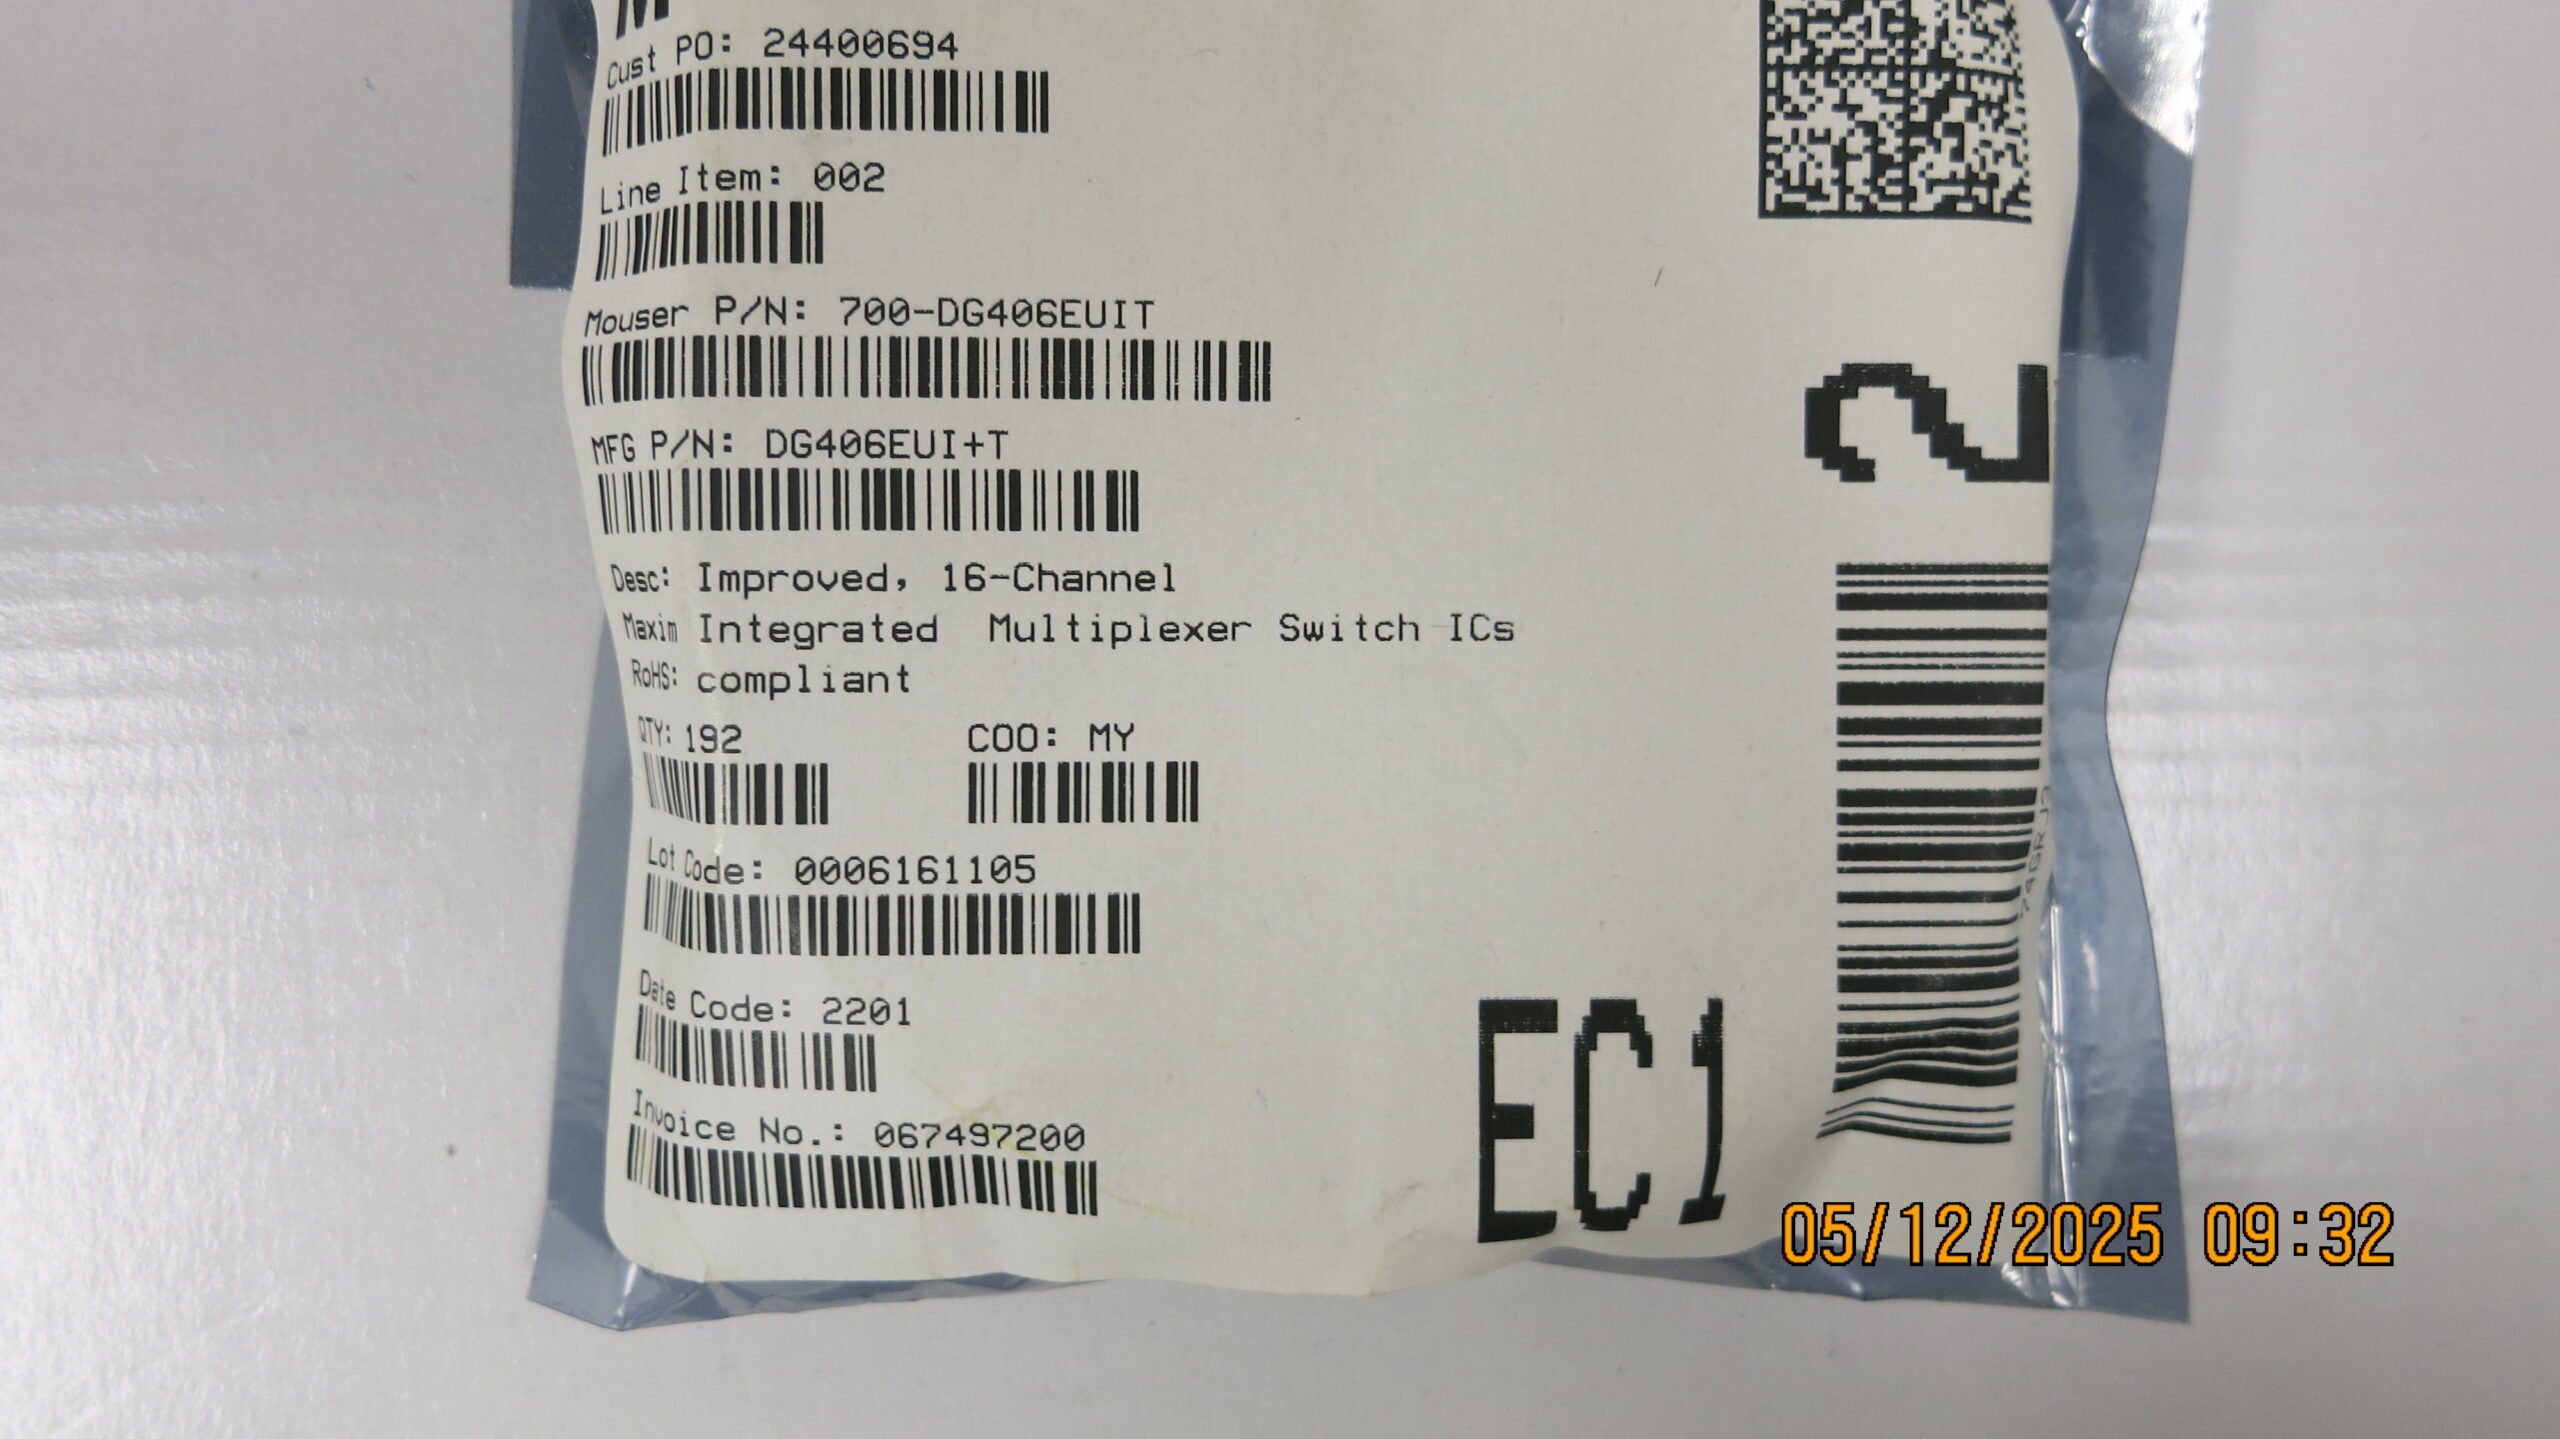 Cust PO: 24400694
Line Item: 002
Mouser P/N: 700-DG406EUIT
MFG P/N: DG406EUI+T
Desc: Improved, 16-Channel
Maxim Integrated Multiplexer Switch ICs
RoHS: compliant
QTY: 192 COO: MY
Lot Code: 0006161105
Date Code: 2201
Invoice No.: 067497200
2
EC1
05/12/2025 09:32